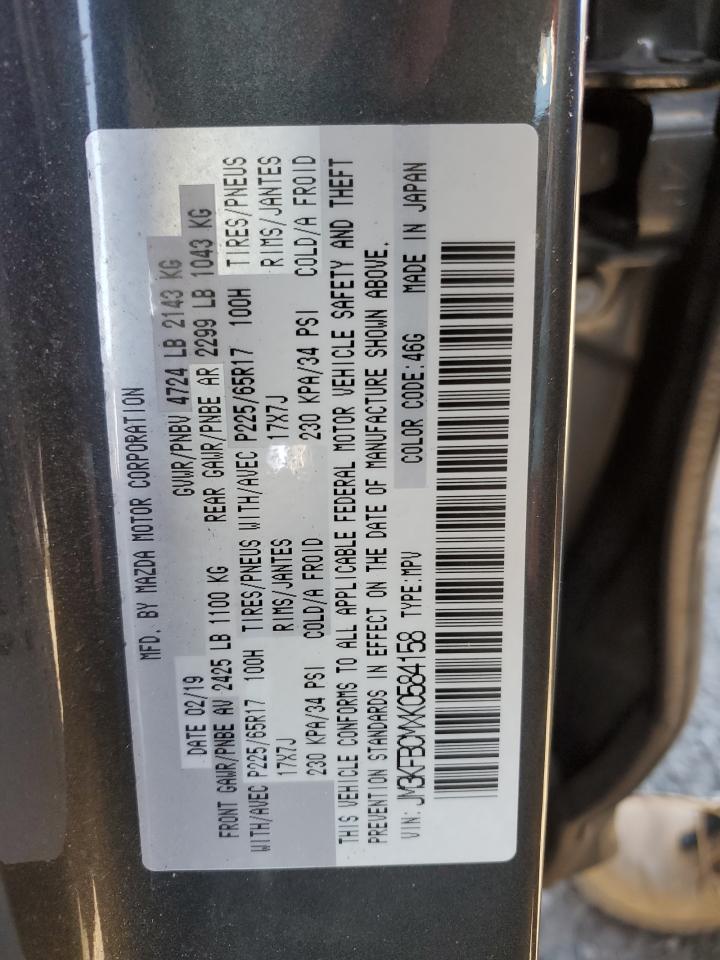 MFD. BY MAZDA MOTOR CORPORATION
DATE 02/19 GVWR/PNBV 4724 LB 2143 KG
FRONT GAWR/PNBE AV 2425 LB 1100 KG REAR GAWR/PNBE AR 2299 LB 1043 KG
WITH/AVEC P225/65R17 100H TIRES/PNEUS WITH/AVEC P225/65R17 100H TIRES/PNEUS
17X7J RIMS/JANTES 17X7J RIMS/JANTES
230 KPA/34 PSI COLD/A FROID 230 KPA/34 PSI COLD/A FROID
THIS VEHICLE CONFORMS TO ALL APPLICABLE FEDERAL MOTOR VEHICLE SAFETY AND THEFT
PREVENTION STANDARDS IN EFFECT ON THE DATE OF MANUFACTURE SHOWN ABOVE.
VIN: JM3KFBCMXK0584158 TYPE:MPV COLOR CODE:46G MADE IN JAPAN